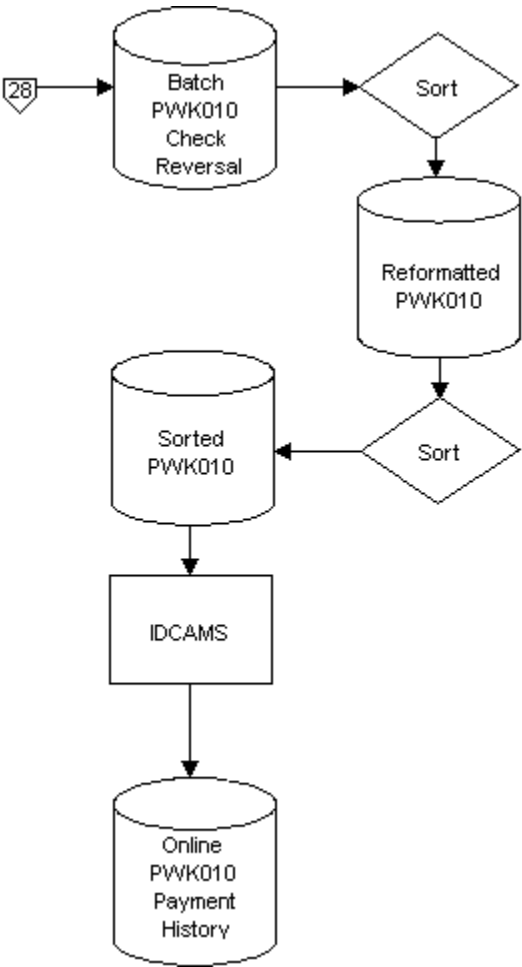 28
Batch
PWK010
Check
Reversal
Sort
Reformatted
PWK010
Sort
Sorted
PWK010
IDCAMS
Online
PWK010
Payment
History